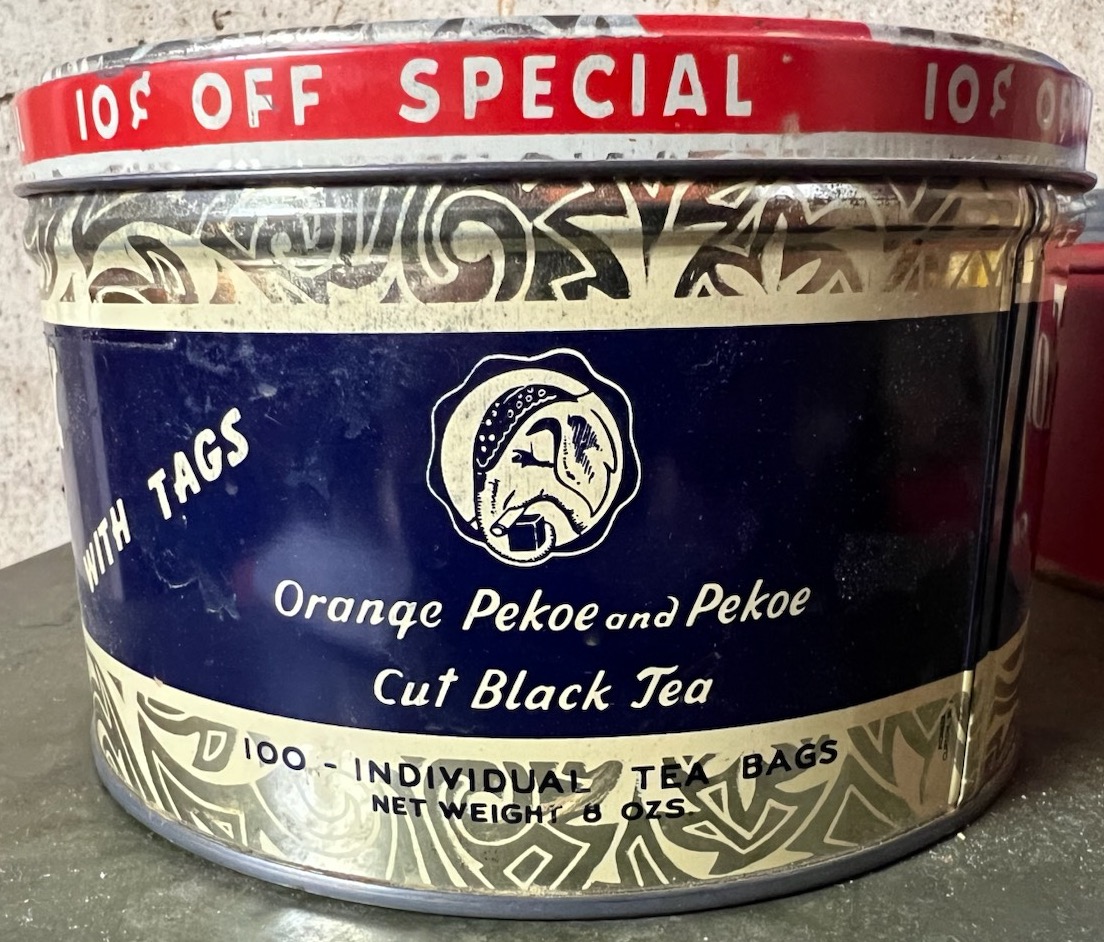 10¢ OFF SPECIAL 10¢
WITH TAGS
Orange Pekoe and Pekoe
Cut Black Tea
100 - INDIVIDUAL TEA BAGS
NET WEIGHT 8 OZS.